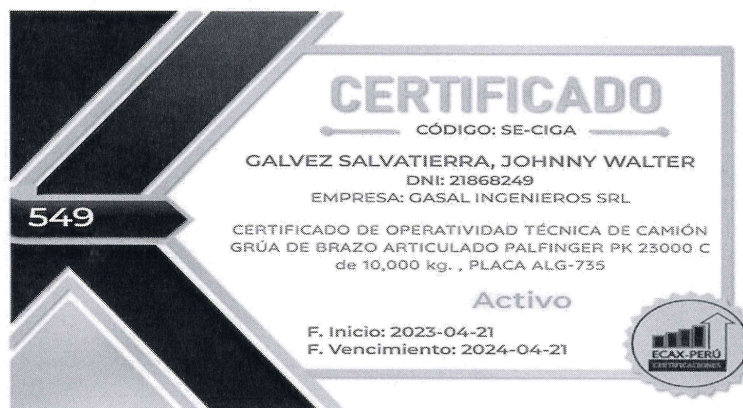 CERTIFICADO
CÓDIGO: SE-CIGA
GALVEZ SALVATIERRA, JOHNNY WALTER
DNI: 21868249
EMPRESA: GASAL INGENIEROS SRL
549
CERTIFICADO DE OPERATIVIDAD TÉCNICA DE CAMIÓN
GRÚA DE BRAZO ARTICULADO PALFINGER PK 23000 C
de 10,000 kg. , PLACA ALG-735
Activo
F. Inicio: 2023-04-21
F. Vencimiento: 2024-04-21
ECAX-PERÚ
CERTIFICACIONES